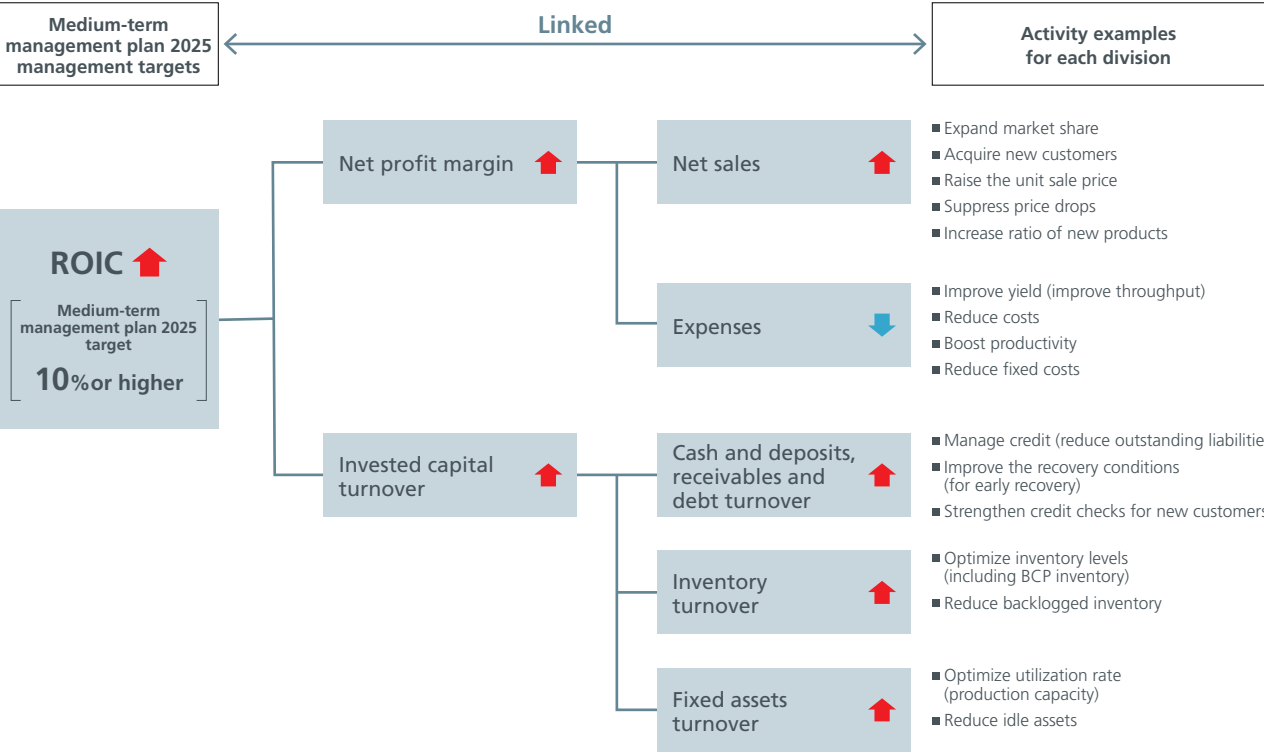 Medium-term
management plan 2025
management targets
Linked
Activity examples
for each division
ROIC
Medium-term
management plan 2025
target
10% or higher
Net profit margin
Net sales
■ Expand market share
■ Acquire new customers
■ Raise the unit sale price
■ Suppress price drops
■ Increase ratio of new products
Expenses
■ Improve yield (improve throughput)
■ Reduce costs
■ Boost productivity
■ Reduce fixed costs
Invested capital
turnover
Cash and deposits,
receivables and
debt turnover
■ Manage credit (reduce outstanding liabilitie
■ Improve the recovery conditions
(for early recovery)
■ Strengthen credit checks for new customers
Inventory
turnover
■ Optimize inventory levels
(including BCP inventory)
■ Reduce backlogged inventory
Fixed assets
turnover
■ Optimize utilization rate
(production capacity)
■ Reduce idle assets